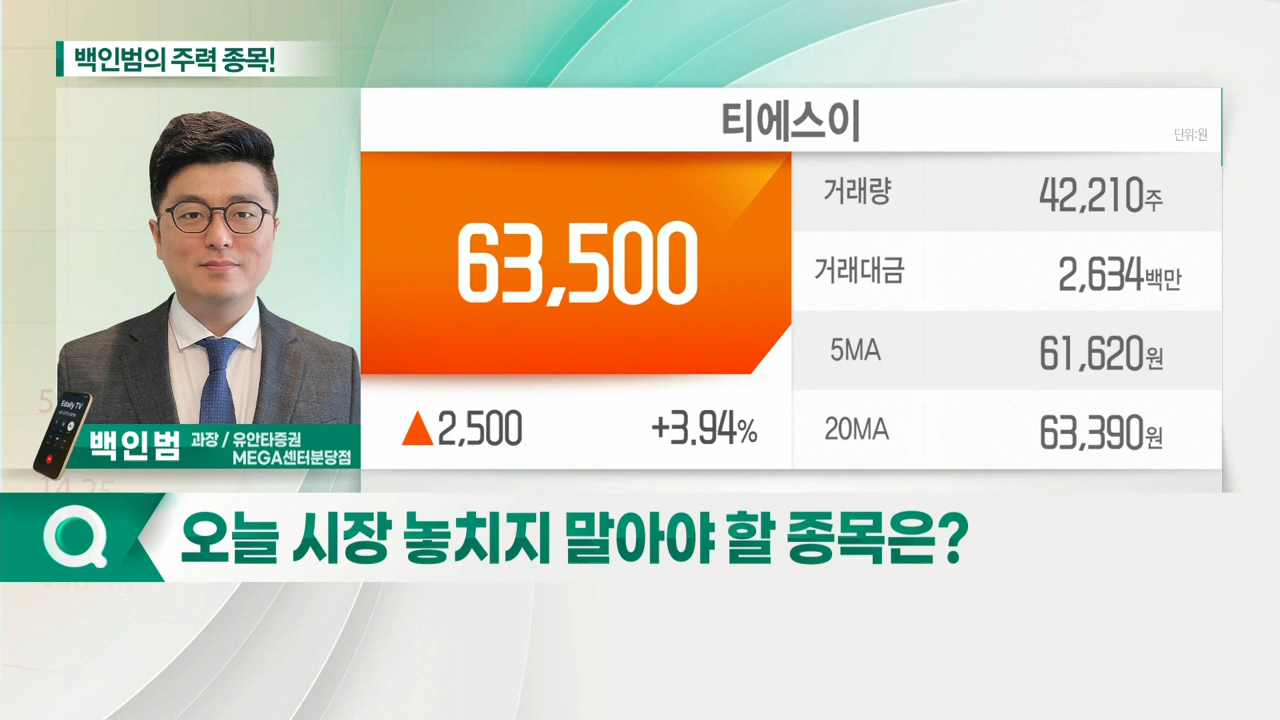 백인범의 주력 종목!
티에스이
단위:원
63,500
▲2,500 +3.94%
거래량 42,210주
거래대금 2,634백만
5MA 61,620원
20MA 63,390원
Edaily TV
백인범 과장 / 유안타증권
MEGA센터분당점
Q 오늘 시장 놓치지 말아야 할 종목은?